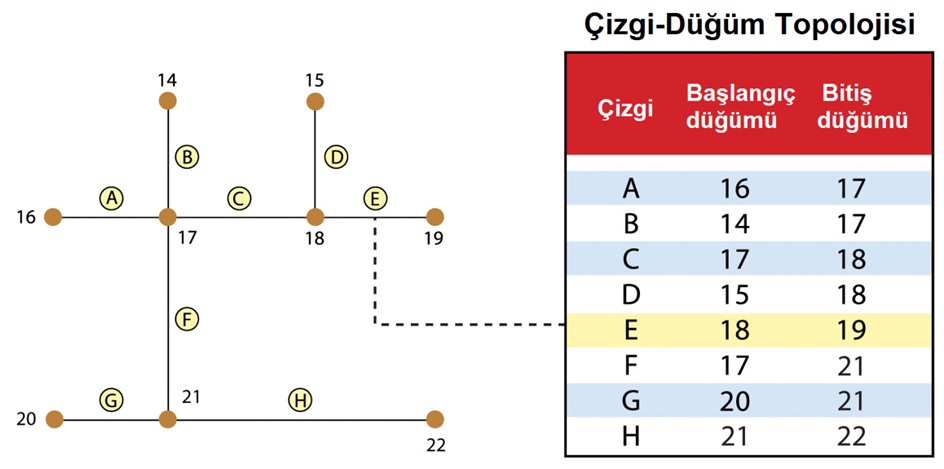 Çizgi-Düğüm Topolojisi
Çizgi Başlangıç düğümü Bitiş düğümü
A 16 17
B 14 17
C 17 18
D 15 18
E 18 19
F 17 21
G 20 21
H 21 22
14 15
B D
A C E
16 17 18 19
F
G 21 H
20 22